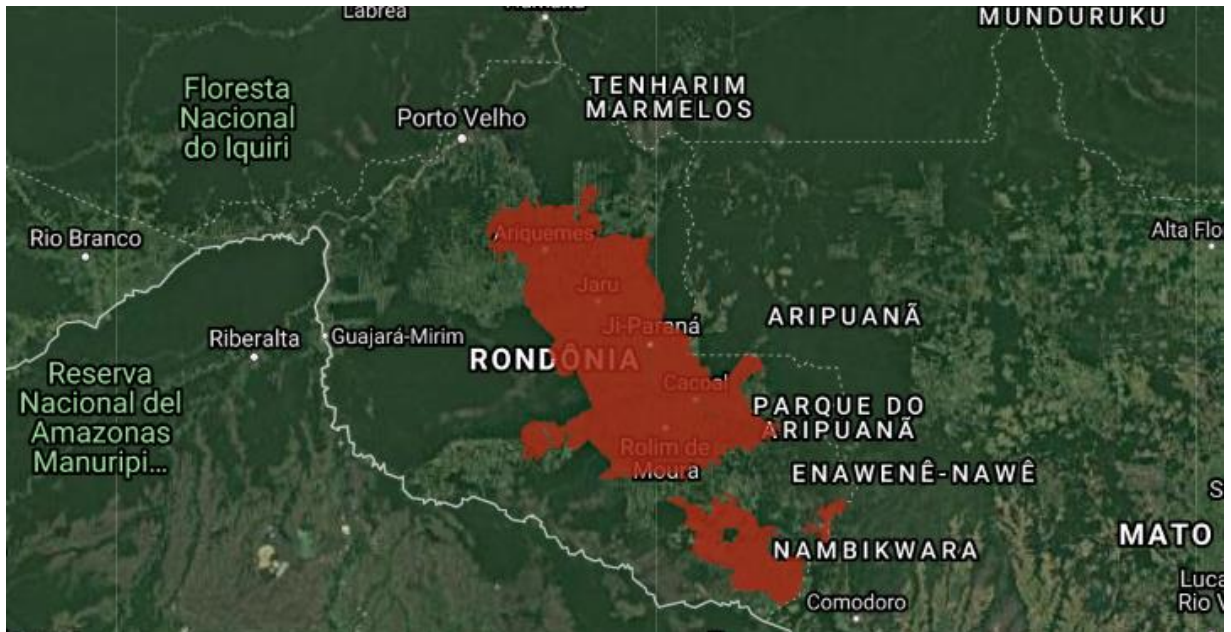 Lábrea
MUNDURUKU
Floresta
Nacional
do Iquiri
TENHARIM
MARMELOS
Porto Velho
Rio Branco
Ariquemes
Alta Flo
Jaru
Riberalta
Guajará-Mirim
Ji-Paraná
ARIPUANÃ
RONDÔNIA
Reserva
Nacional del
Amazonas
Manuripi...
Cacoal
PARQUE DO
ARIPUANÃ
Rolim de
Moura
ENAWENÊ-NAWÊ
S
MATO
NAMBIKWARA
Comodoro
Luca
Rio V